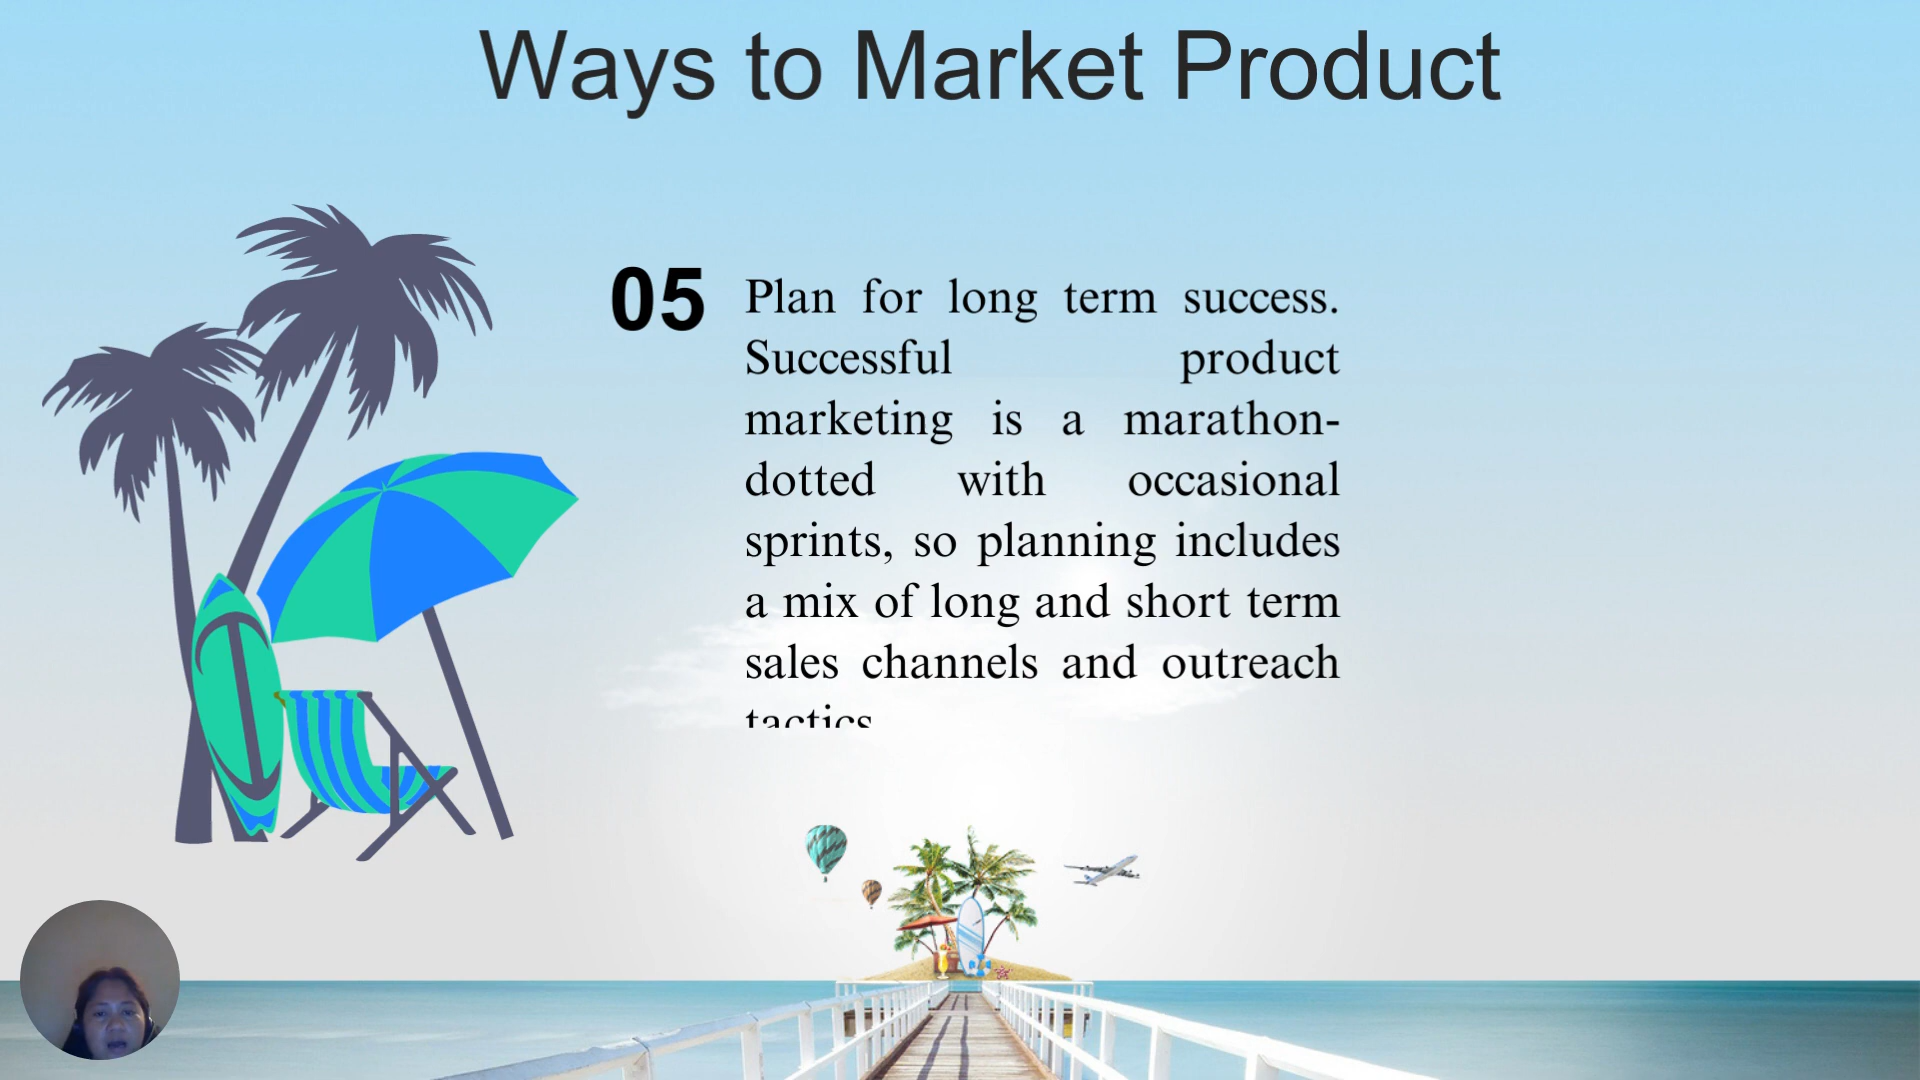 Ways to Market Product
05
Plan for long term success.
Successful product
marketing is a marathon-
dotted with occasional
sprints, so planning includes
a mix of long and short term
sales channels and outreach
tactics